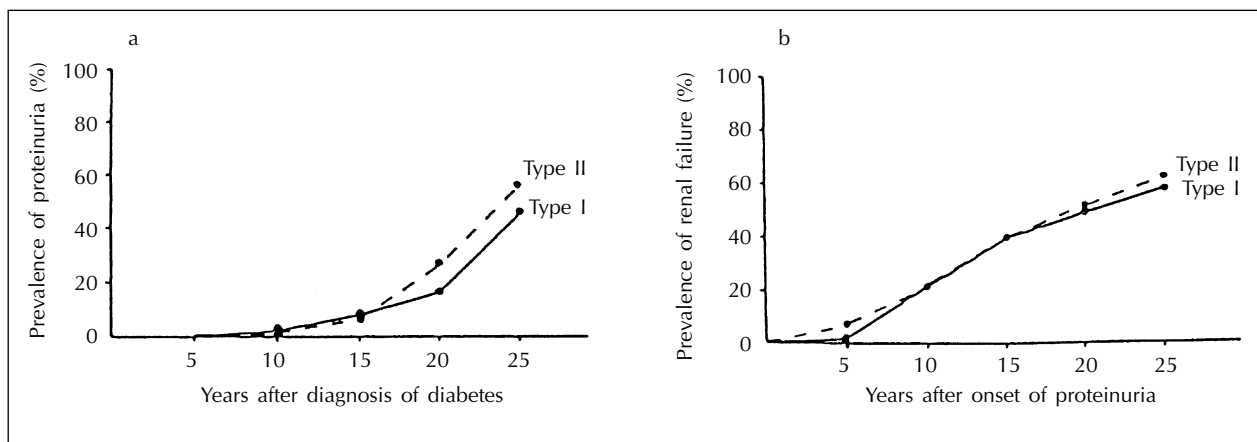 a
Prevalence of proteinuria (%)
100
80
60
40
20
0
Type II
Type I
5 10 15 20 25
Years after diagnosis of diabetes
b
Prevalence of renal failure (%)
100
80
60
40
20
0
Type II
Type I
5 10 15 20 25
Years after onset of proteinuria